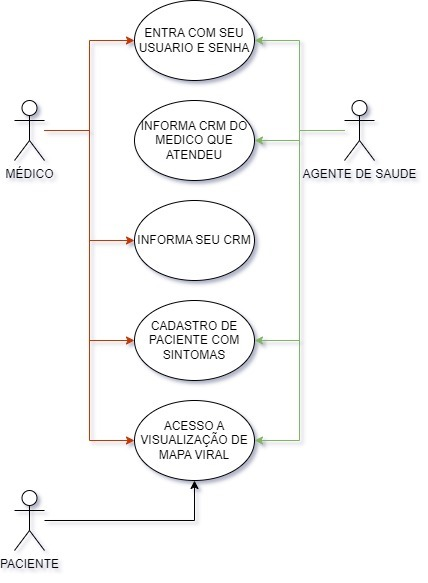 ENTRA COM SEU
USUARIO E SENHA
INFORMA CRM DO
MEDICO QUE
ATENDEU
MÉDICO
AGENTE DE SAUDE
INFORMA SEU CRM
CADASTRO DE
PACIENTE COM
SINTOMAS
ACESSO A
VISUALIZAÇÃO DE
MAPA VIRAL
PACIENTE